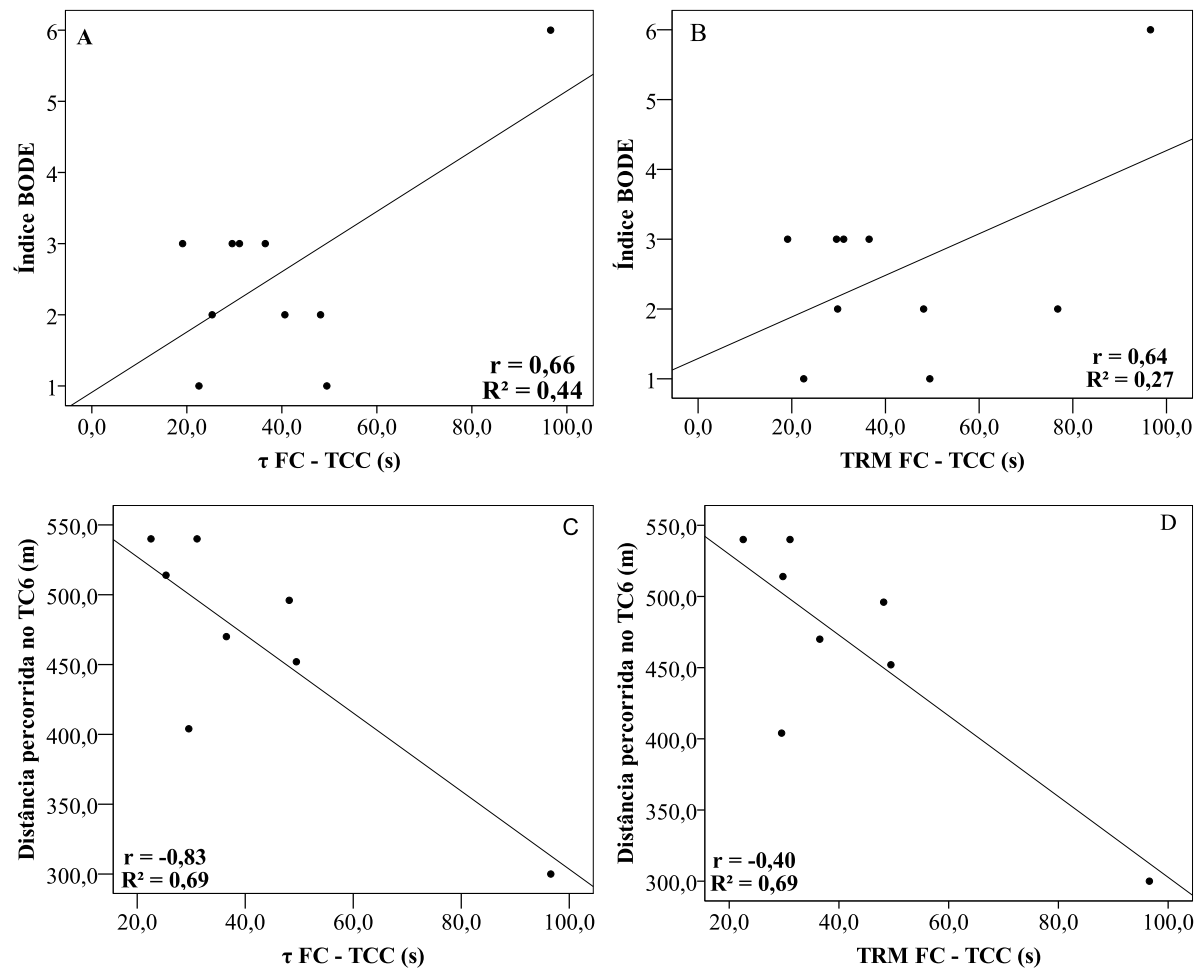 A
Índice BODE
6
5
4
3
2
1
r = 0,66
R² = 0,44
0,0 20,0 40,0 60,0 80,0 100,0
τ FC - TCC (s)
B
Índice BODE
6
5
4
3
2
1
r = 0,64
R² = 0,27
0,0 20,0 40,0 60,0 80,0 100,0
TRM FC - TCC (s)
C
Distância percorrida no TC6 (m)
550,0
500,0
450,0
400,0
350,0
300,0
r = -0,83
R² = 0,69
20,0 40,0 60,0 80,0 100,0
τ FC - TCC (s)
D
Distância percorrida no TC6 (m)
550,0
500,0
450,0
400,0
350,0
300,0
r = -0,40
R² = 0,69
20,0 40,0 60,0 80,0 100,0
TRM FC - TCC (s)